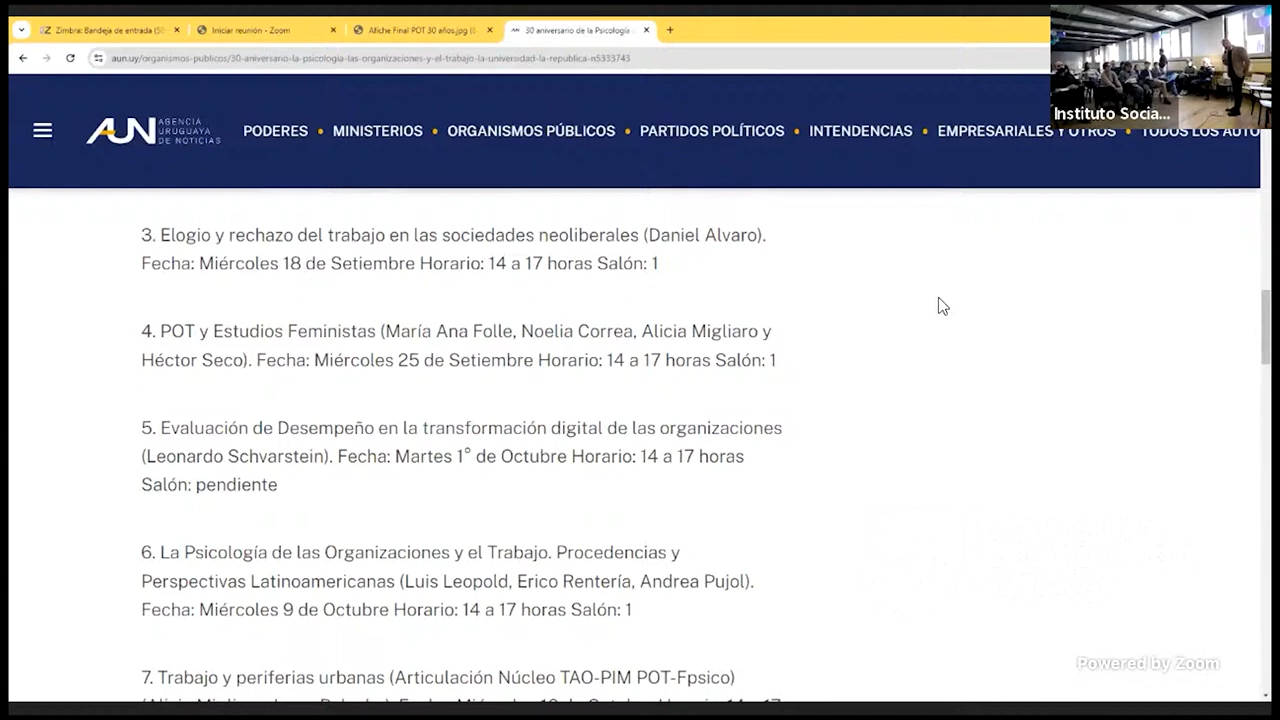 Zimbra: Bandeja de entrada (5
Iniciar reunión - Zoom
Afiche Final POT 30 años.jpg (
30 aniversario de la Psicología
aun.uy/organismos-publicos/30-aniversario-la-psicologia-las-organizaciones-y-el-trabajo-la-universidad-la-republica-n5333743
Instituto Socia...
AUN AGENCIA
URUGUAYA
DE NOTICIAS
PODERES • MINISTERIOS • ORGANISMOS PÚBLICOS • PARTIDOS POLÍTICOS • INTENDENCIAS • EMPRESARIALES Y OTROS • TODOS LOS AUTO
3. Elogio y rechazo del trabajo en las sociedades neoliberales (Daniel Alvaro).
Fecha: Miércoles 18 de Setiembre Horario: 14 a 17 horas Salón: 1
4. POT y Estudios Feministas (María Ana Folle, Noelia Correa, Alicia Migliaro y
Héctor Seco). Fecha: Miércoles 25 de Setiembre Horario: 14 a 17 horas Salón: 1
5. Evaluación de Desempeño en la transformación digital de las organizaciones
(Leonardo Schvarstein). Fecha: Martes 1° de Octubre Horario: 14 a 17 horas
Salón: pendiente
6. La Psicología de las Organizaciones y el Trabajo. Procedencias y
Perspectivas Latinoamericanas (Luis Leopold, Erico Rentería, Andrea Pujol).
Fecha: Miércoles 9 de Octubre Horario: 14 a 17 horas Salón: 1
Powered by Zoom
7. Trabajo y periferias urbanas (Articulación Núcleo TAO-PIM POT-Fpsico)